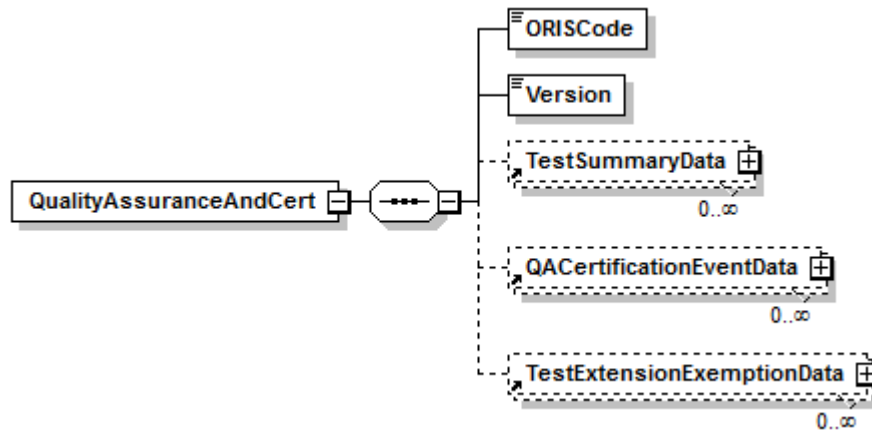 ORISCode
Version
TestSummaryData
0..∞
QualityAssuranceAndCert
QACertificationEventData
0..∞
TestExtensionExemptionData
0..∞